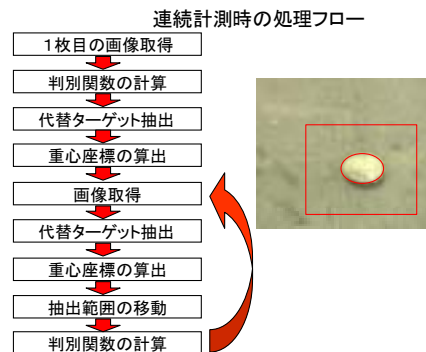 連続計測時の処理フロー
１枚目の画像取得
判別関数の計算
代替ターゲット抽出
重心座標の算出
画像取得
代替ターゲット抽出
重心座標の算出
抽出範囲の移動
判別関数の計算